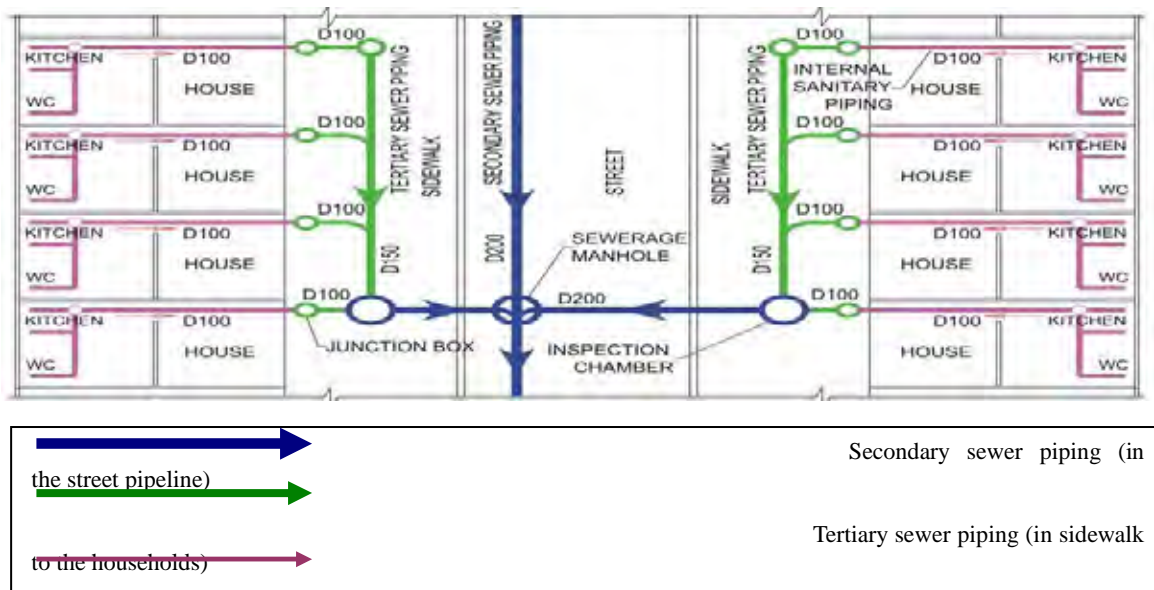 KITCHEN
D100
HOUSE
WC
KITCHEN
D100
HOUSE
WC
KITCHEN
D100
HOUSE
WC
KITCHEN
D100
HOUSE
WC
D100
D100
D100
D100
JUNCTION BOX
TERTIARY SEWER PIPING
SIDEWALK
D150
SECONDARY SEWER PIPING
D200
STREET
SEWERAGE
MANHOLE
D200
INSPECTION
CHAMBER
SIDEWALK
TERTIARY SEWER PIPING
D150
D100
INTERNAL
SANITARY
PIPING
D100
D100
D100
D100
HOUSE
KITCHEN
WC
D100
HOUSE
KITCHEN
WC
D100
HOUSE
KITCHEN
WC
D100
HOUSE
KITCHEN
WC
Secondary sewer piping (in
the street pipeline)
Tertiary sewer piping (in sidewalk
to the households)